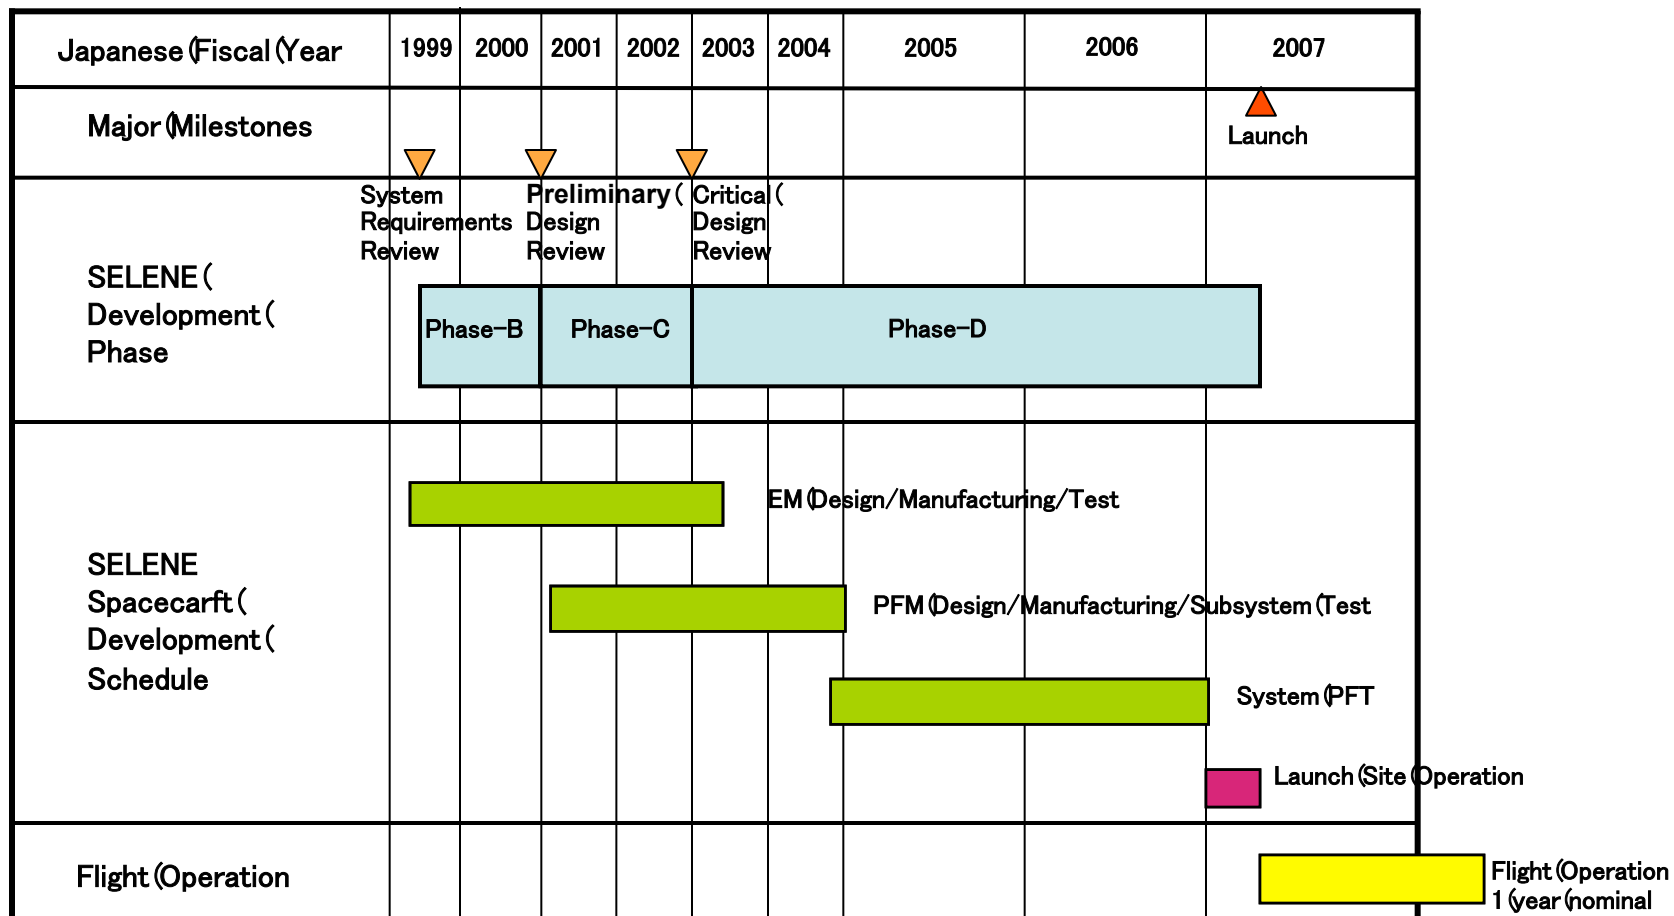 Japanese(Fiscal(Year 1999 2000 2001 2002 2003 2004 2005 2006 2007
Major(Milestones
Launch
System
Requirements
Review
Preliminary(
Design
Review
Critical(
Design
Review
SELENE(
Development(
Phase
Phase-B
Phase-C
Phase-D
EM(Design/Manufacturing/Test
SELENE
Spacecarft(
Development(
Schedule
PFM(Design/Manufacturing/Subsystem(Test
System(PFT
Launch(Site(Operation
Flight(Operation
Flight(Operation
1(year(nominal